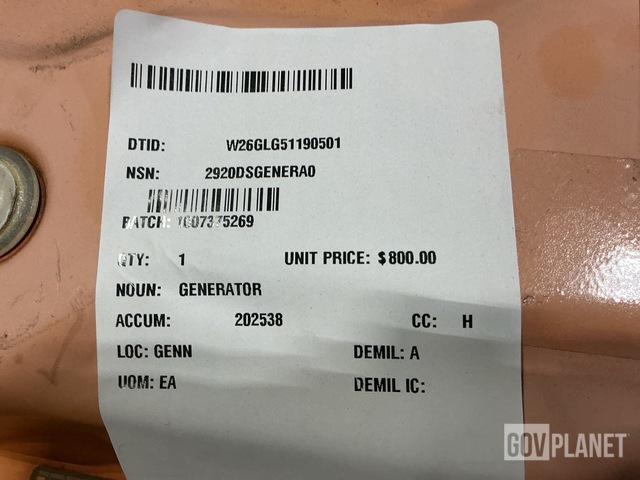 DTID: W26GLG51190501
NSN: 2920DSGENERA0
BATCH: 1607375269
QTY: 1 UNIT PRICE: $800.00
NOUN: GENERATOR
ACCUM: 202538 CC: H
LOC: GENN DEMIL: A
UOM: EA DEMIL IC:
GOVPLANET